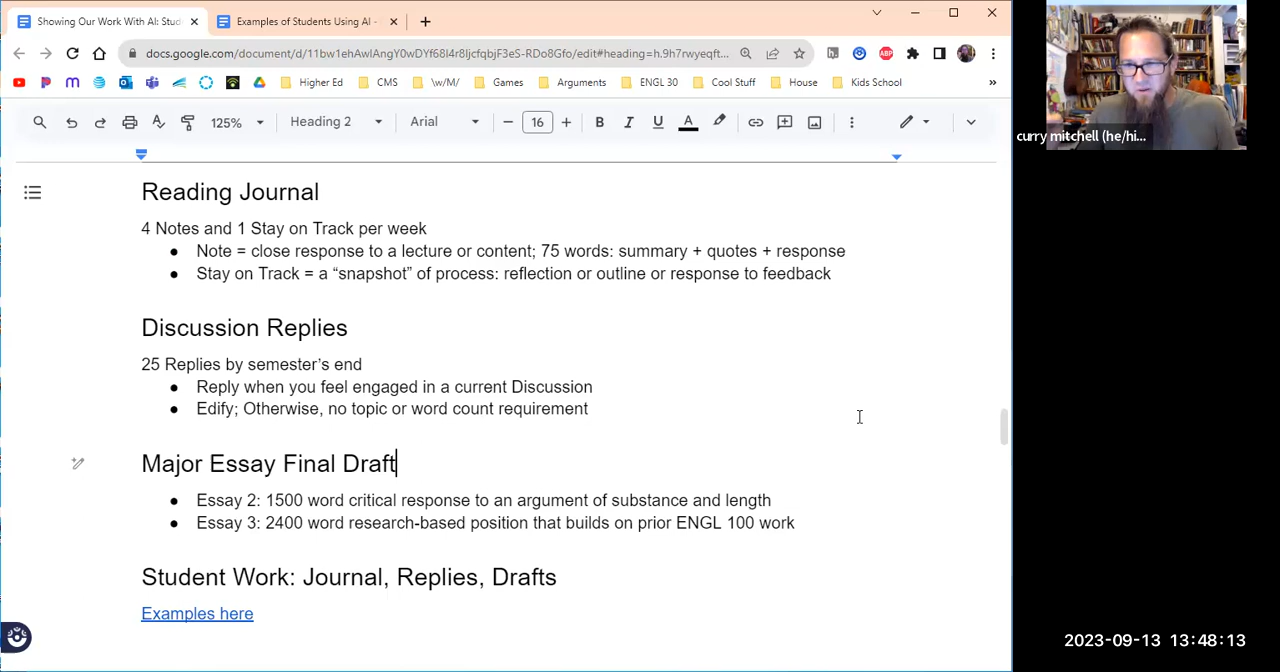 Showing Our Work With AI: Stud
Examples of Students Using AI -
docs.google.com/document/d/11bw1ehAwIAngY0wDYf68l4r8ljcfqbjF3eS-RDo8Gfo/edit#heading=h.9h7rwyeqft...
Higher Ed
CMS
\w/M/
Games
Arguments
ENGL 30
Cool Stuff
House
Kids School
»
125%
Heading 2
Arial
16
B
I
U
A
Reading Journal
4 Notes and 1 Stay on Track per week
● Note = close response to a lecture or content; 75 words: summary + quotes + response
● Stay on Track = a “snapshot” of process: reflection or outline or response to feedback
Discussion Replies
25 Replies by semester’s end
● Reply when you feel engaged in a current Discussion
● Edify; Otherwise, no topic or word count requirement
Major Essay Final Draft
● Essay 2: 1500 word critical response to an argument of substance and length
● Essay 3: 2400 word research-based position that builds on prior ENGL 100 work
Student Work: Journal, Replies, Drafts
Examples here
curry mitchell (he/hi...
2023-09-13 13:48:13